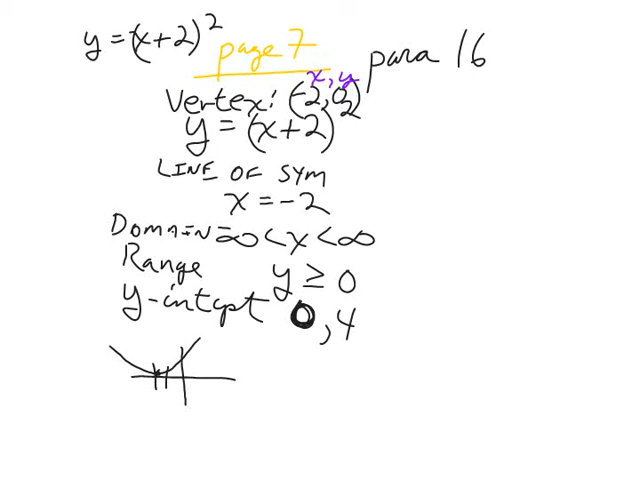 y = (x+2)²
page 7
para 16
x, y
Vertex: (-2, 0)
y = (x+2)²
LINE OF SYM
x = -2
DOMAIN -∞ < x < ∞
Range y ≥ 0
y-intcpt 0, 4